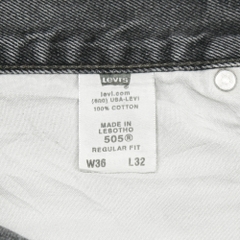 Levi's
levi.com
(800) USA-LEVI
100% COTTON
MADE IN
LESOTHO
505®
REGULAR FIT
W36 L32